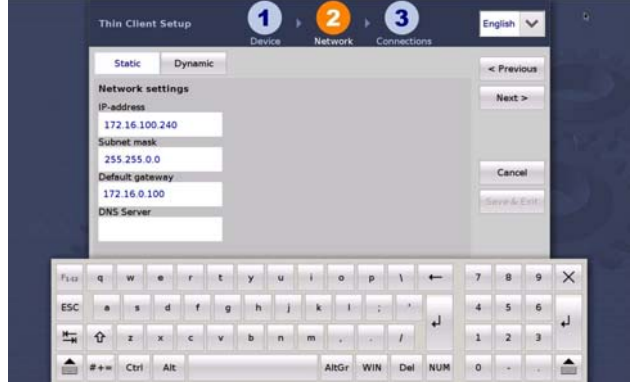 Thin Client Setup
1
2
3
Device
Network
Connections
English
Static
Dynamic
< Previous
Network settings
Next >
IP-address
172.16.100.240
Subnet mask
255.255.0.0
Default gateway
Cancel
172.16.0.100
Save & Exit
DNS Server
F1-12 q w e r t y u i o p \ ← 7 8 9 X
ESC a s d f g h j k l ; ' 4 5 6
z x c v b n m , . / 1 2 3
#+= Ctrl Alt AltGr WIN Del NUM 0 - .